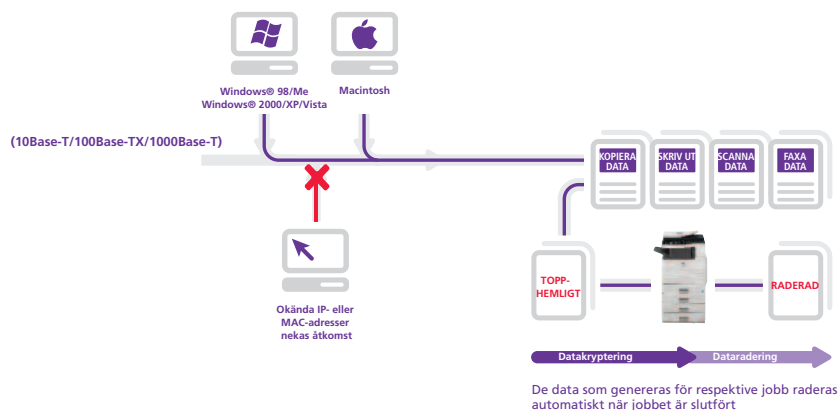 Windows® 98/Me
Windows® 2000/XP/Vista
Macintosh
(10Base-T/100Base-TX/1000Base-T)
KOPIERA
DATA
SKRIV UT
DATA
SCANNA
DATA
FAXA
DATA
TOPP-
HEMLIGT
RADERAD
Okända IP- eller
MAC-adresser
nekas åtkomst
Datakryptering
Dataradering
De data som genereras för respektive jobb raderas
automatiskt när jobbet är slutfört